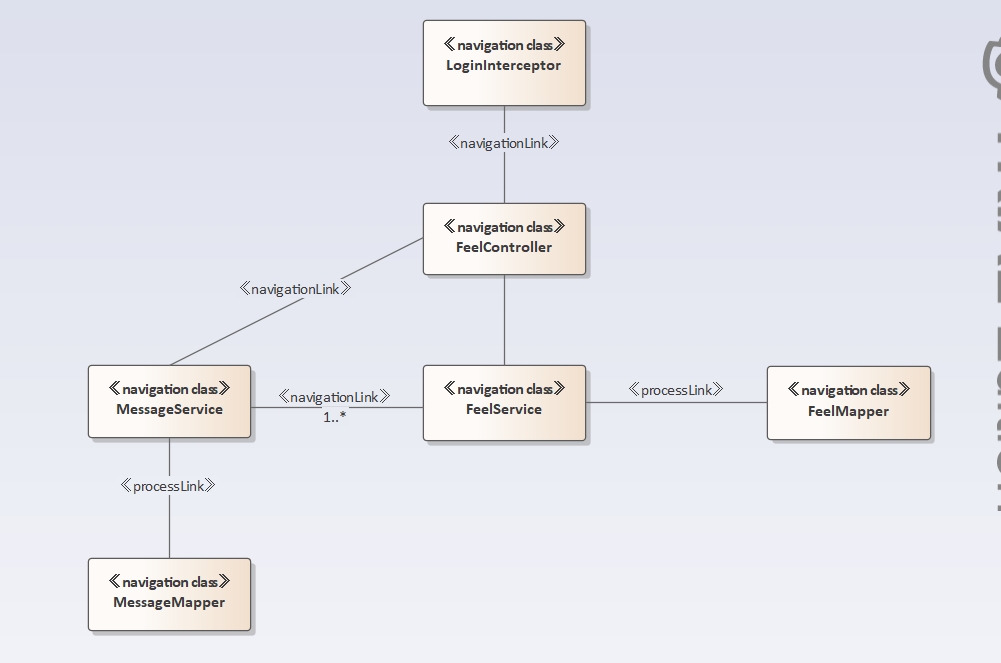 «navigation class»
LoginInterceptor
«navigationLink»
«navigation class»
FeelController
«navigationLink»
«navigation class»
MessageService
«navigationLink»
1..*
«navigation class»
FeelService
«processLink»
«navigation class»
FeelMapper
«processLink»
«navigation class»
MessageMapper